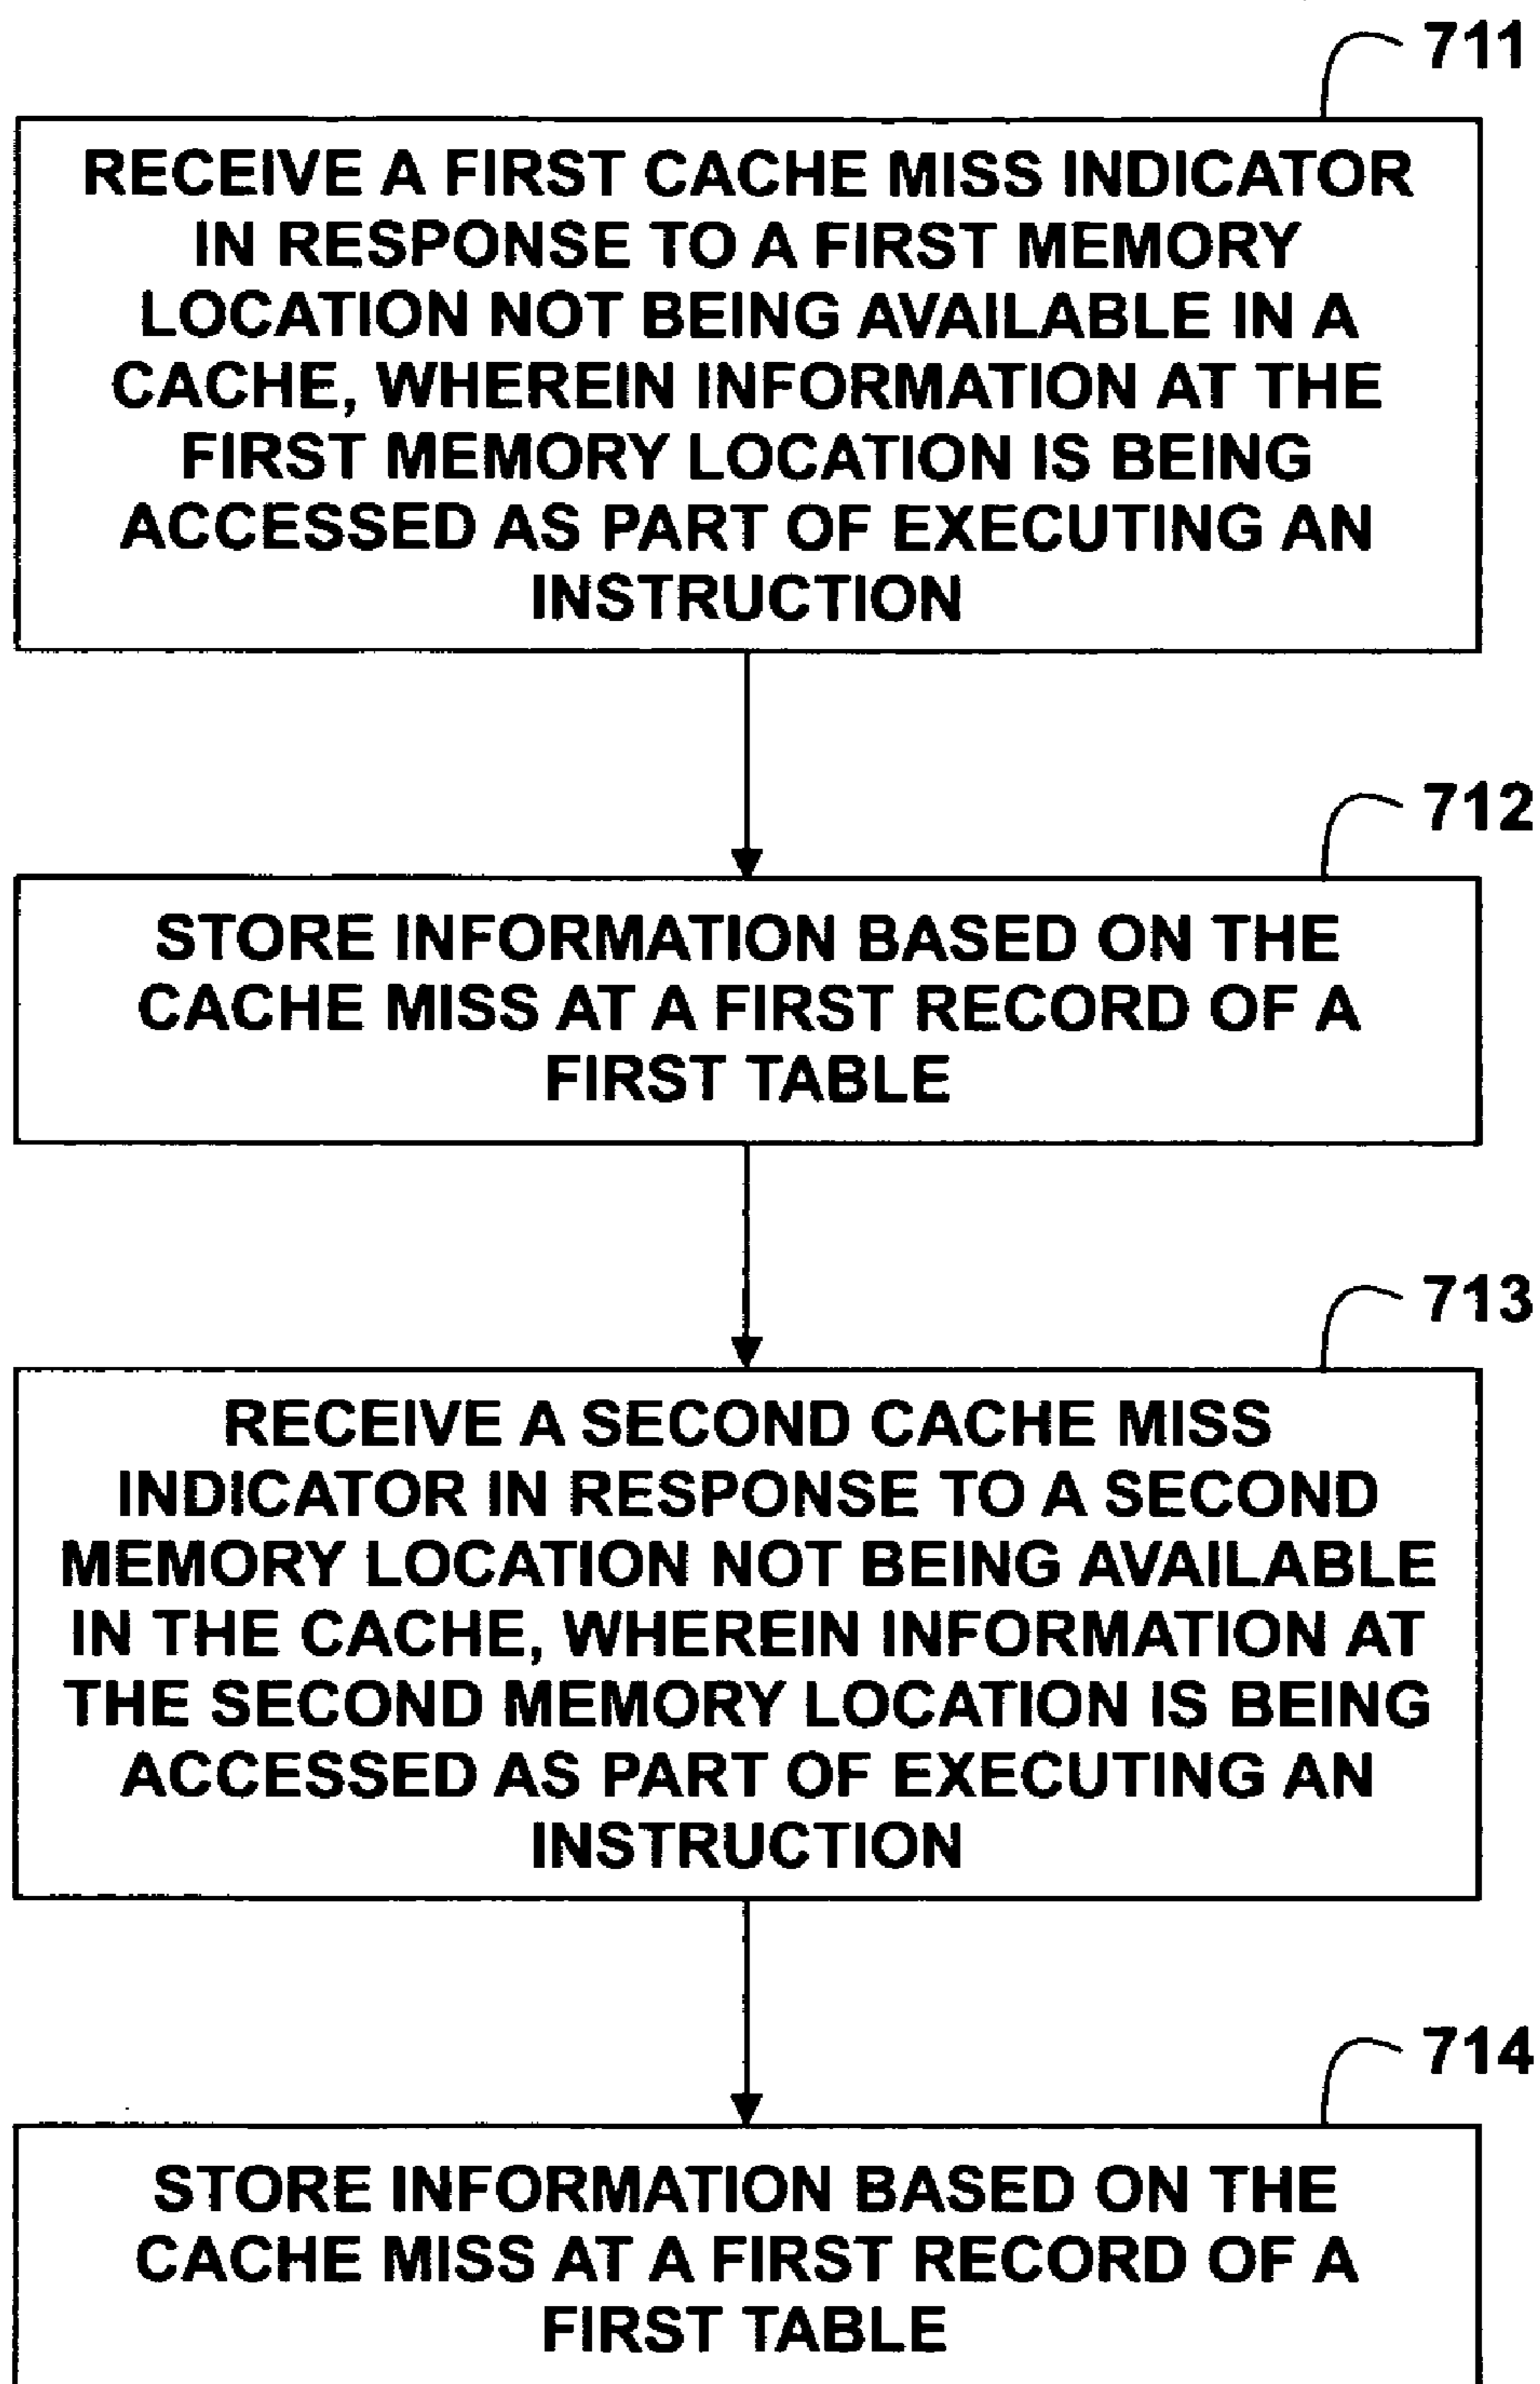 711
RECEIVE A FIRST CACHE MISS INDICATOR
IN RESPONSE TO A FIRST MEMORY
LOCATION NOT BEING AVAILABLE IN A
CACHE, WHEREIN INFORMATION AT THE
FIRST MEMORY LOCATION IS BEING
ACCESSED AS PART OF EXECUTING AN
INSTRUCTION
712
STORE INFORMATION BASED ON THE
CACHE MISS AT A FIRST RECORD OF A
FIRST TABLE
713
RECEIVE A SECOND CACHE MISS
INDICATOR IN RESPONSE TO A SECOND
MEMORY LOCATION NOT BEING AVAILABLE
IN THE CACHE, WHEREIN INFORMATION AT
THE SECOND MEMORY LOCATION IS BEING
ACCESSED AS PART OF EXECUTING AN
INSTRUCTION
714
STORE INFORMATION BASED ON THE
CACHE MISS AT A FIRST RECORD OF A
FIRST TABLE